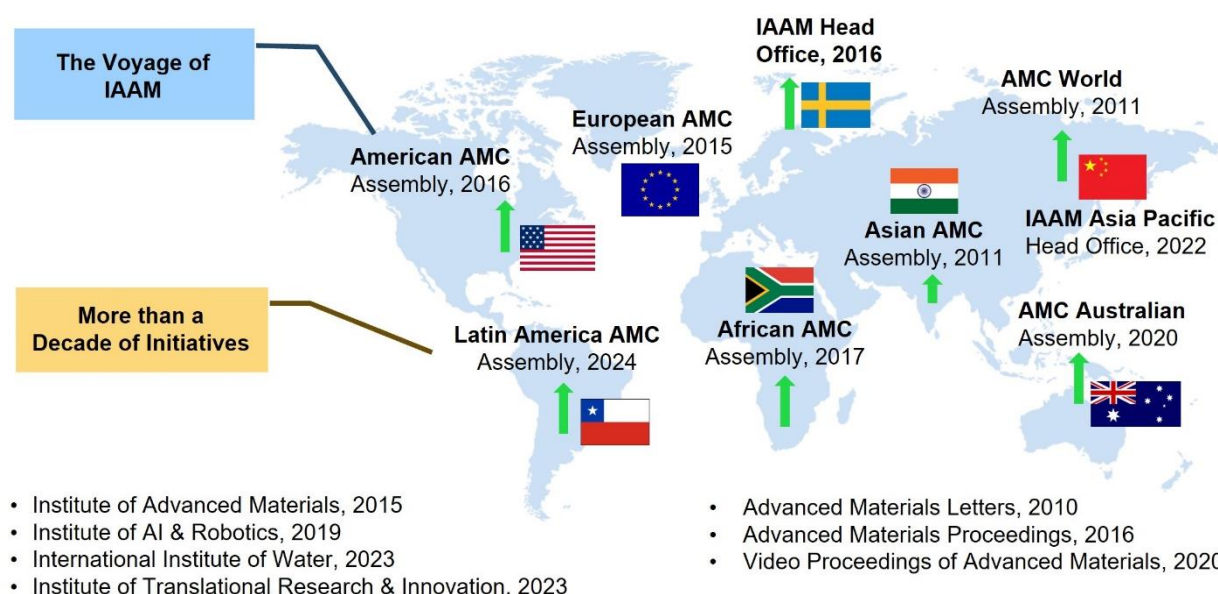 The Voyage of
IAAM
IAAM Head
Office, 2016
AMC World
Assembly, 2011
European AMC
Assembly, 2015
American AMC
Assembly, 2016
Asian AMC
Assembly, 2011
IAAM Asia Pacific
Head Office, 2022
More than a
Decade of Initiatives
Latin America AMC
Assembly, 2024
African AMC
Assembly, 2017
AMC Australian
Assembly, 2020
• Institute of Advanced Materials, 2015
• Institute of AI & Robotics, 2019
• International Institute of Water, 2023
• Institute of Translational Research & Innovation, 2023
• Advanced Materials Letters, 2010
• Advanced Materials Proceedings, 2016
• Video Proceedings of Advanced Materials, 2020